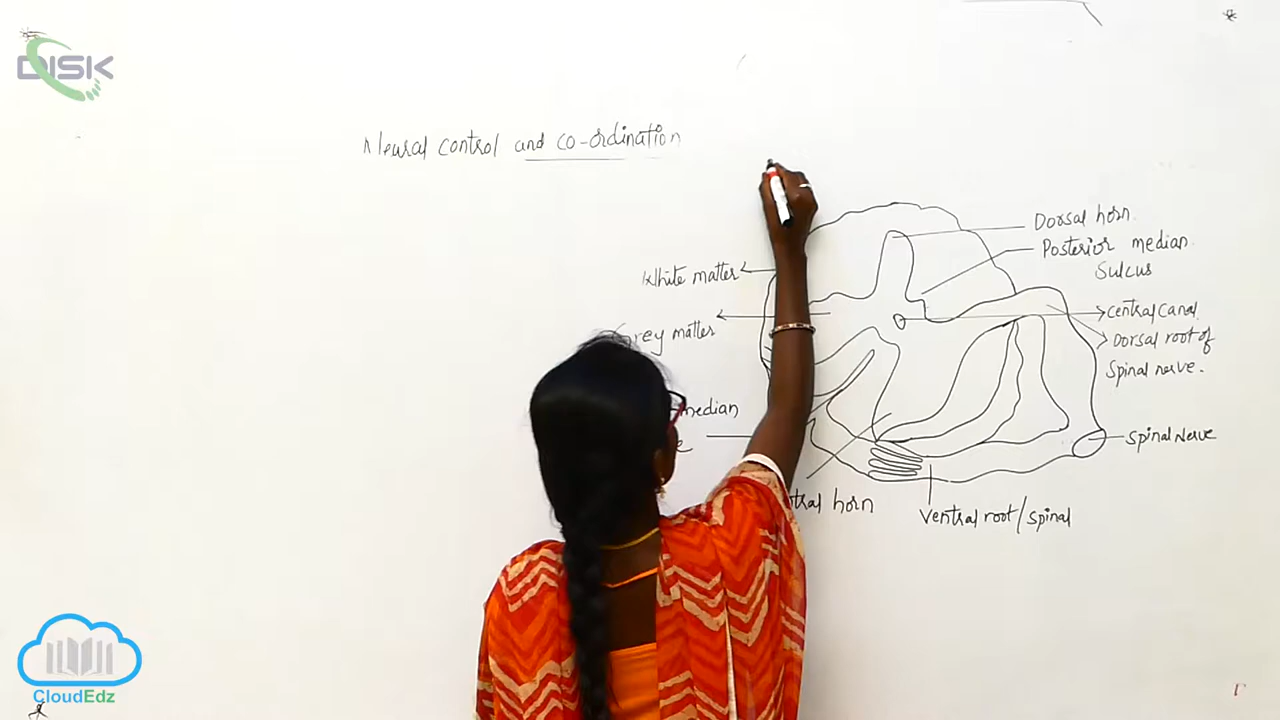 DISK
Neural control and co-ordination
Dorsal horn
Posterior median
Sulcus
White matter
Central Canal
Grey matter
Dorsal root of
Spinal nerve.
median
Spinal Nerve
horn
Ventral root/spinal
CloudEdz